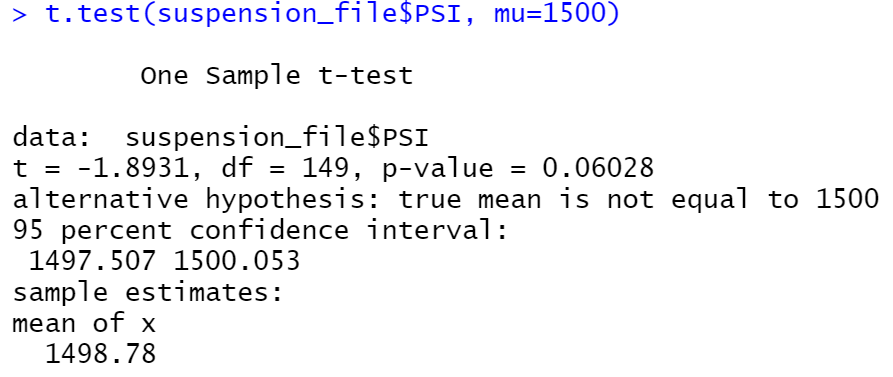 > t.test(suspension_file$PSI, mu=1500)
One Sample t-test
data:  suspension_file$PSI
t = -1.8931, df = 149, p-value = 0.06028
alternative hypothesis: true mean is not equal to 1500
95 percent confidence interval:
1497.507 1500.053
sample estimates:
mean of x
1498.78